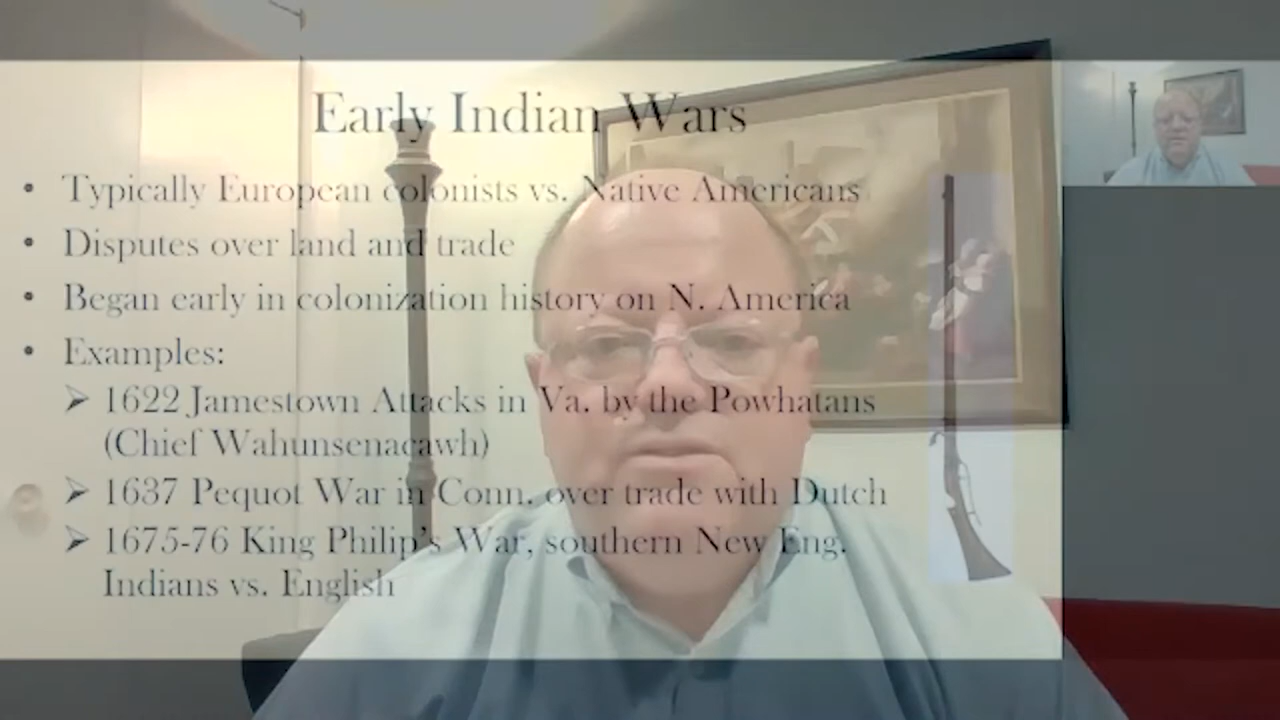 Early Indian Wars
• Typically European colonists vs. Native Americans
• Disputes over land and trade
• Began early in colonization history on N. America
• Examples:
➢ 1622 Jamestown Attacks in Va. by the Powhatans
(Chief Wahunsenacawh)
➢ 1637 Pequot War in Conn. over trade with Dutch
➢ 1675-76 King Philip's War, southern New Eng.
Indians vs. English